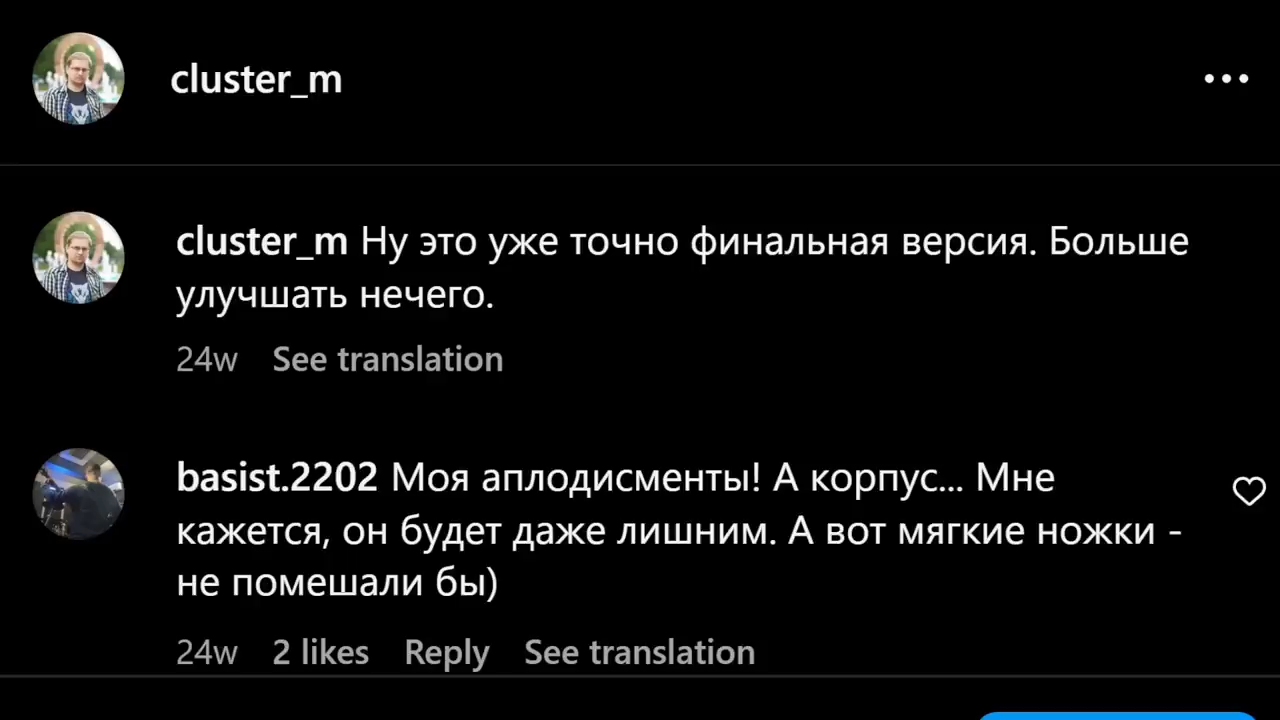 cluster_m
cluster_m Ну это уже точно финальная версия. Больше
улучшать нечего.
24w See translation
basist.2202 Моя аплодисменты! А корпус... Мне
кажется, он будет даже лишним. А вот мягкие ножки -
не помешали бы)
24w 2 likes Reply See translation